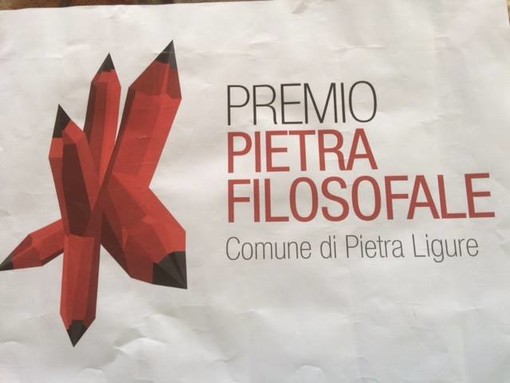 PREMIO
PIETRA
FILOSOFALE
Comune di Pietra Ligure